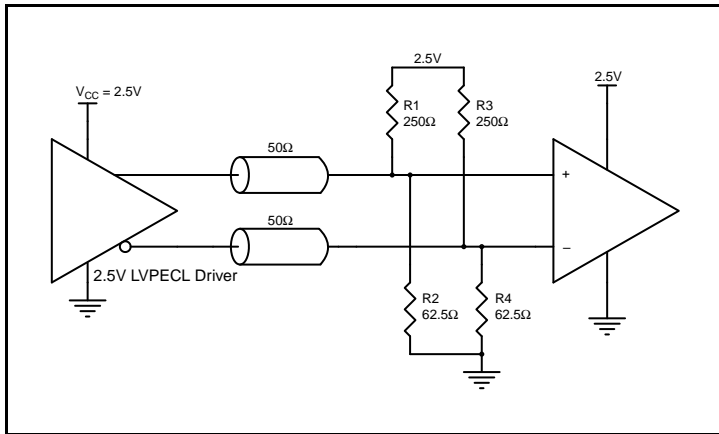 2.5V
V_CC = 2.5V
2.5V
R1
250Ω
R3
250Ω
50Ω
+
50Ω
−
2.5V LVPECL Driver
R2
62.5Ω
R4
62.5Ω